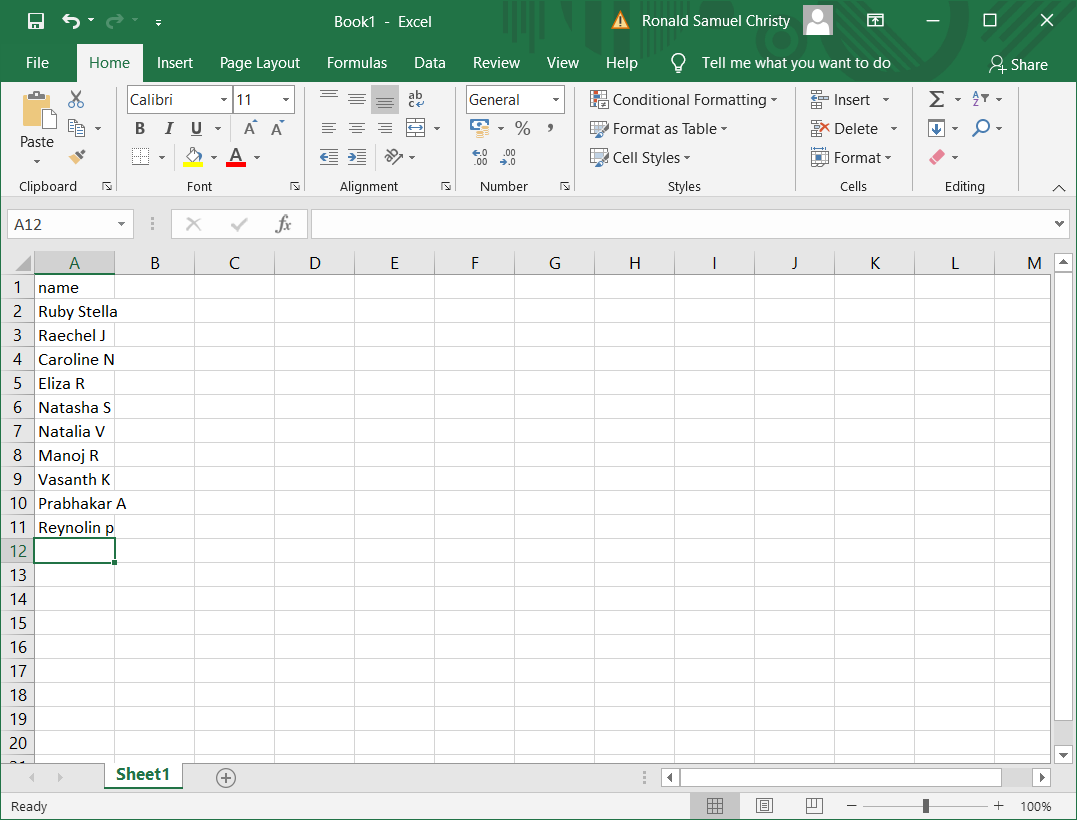 Book1 - Excel
Ronald Samuel Christy
File Home Insert Page Layout Formulas Data Review View Help Tell me what you want to do Share
Calibri 11 ab c General Conditional Formatting Insert Σ A Z
Paste B I U A A % , Format as Table Delete
A ab .0 .00 .00 .0 Cell Styles Format
Clipboard Font Alignment Number Styles Cells Editing
A12 fx
A B C D E F G H I J K L M
1 name
2 Ruby Stella
3 Raechel J
4 Caroline N
5 Eliza R
6 Natasha S
7 Natalia V
8 Manoj R
9 Vasanth K
10 Prabhakar A
11 Reynolin p
12
13
14
15
16
17
18
19
20
21
Sheet1
Ready 100%